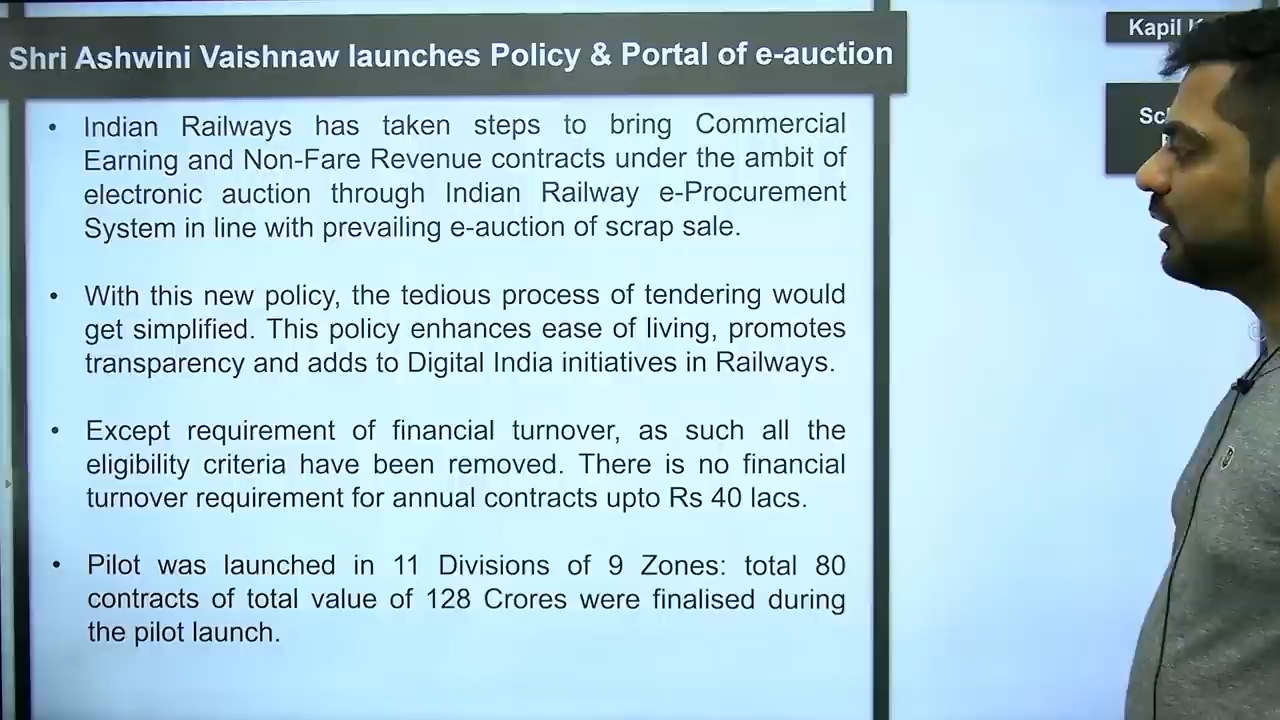 Shri Ashwini Vaishnaw launches Policy & Portal of e-auction
Kapil
• Indian Railways has taken steps to bring Commercial
Earning and Non-Fare Revenue contracts under the ambit of
electronic auction through Indian Railway e-Procurement
System in line with prevailing e-auction of scrap sale.
• With this new policy, the tedious process of tendering would
get simplified. This policy enhances ease of living, promotes
transparency and adds to Digital India initiatives in Railways.
• Except requirement of financial turnover, as such all the
eligibility criteria have been removed. There is no financial
turnover requirement for annual contracts upto Rs 40 lacs.
• Pilot was launched in 11 Divisions of 9 Zones: total 80
contracts of total value of 128 Crores were finalised during
the pilot launch.